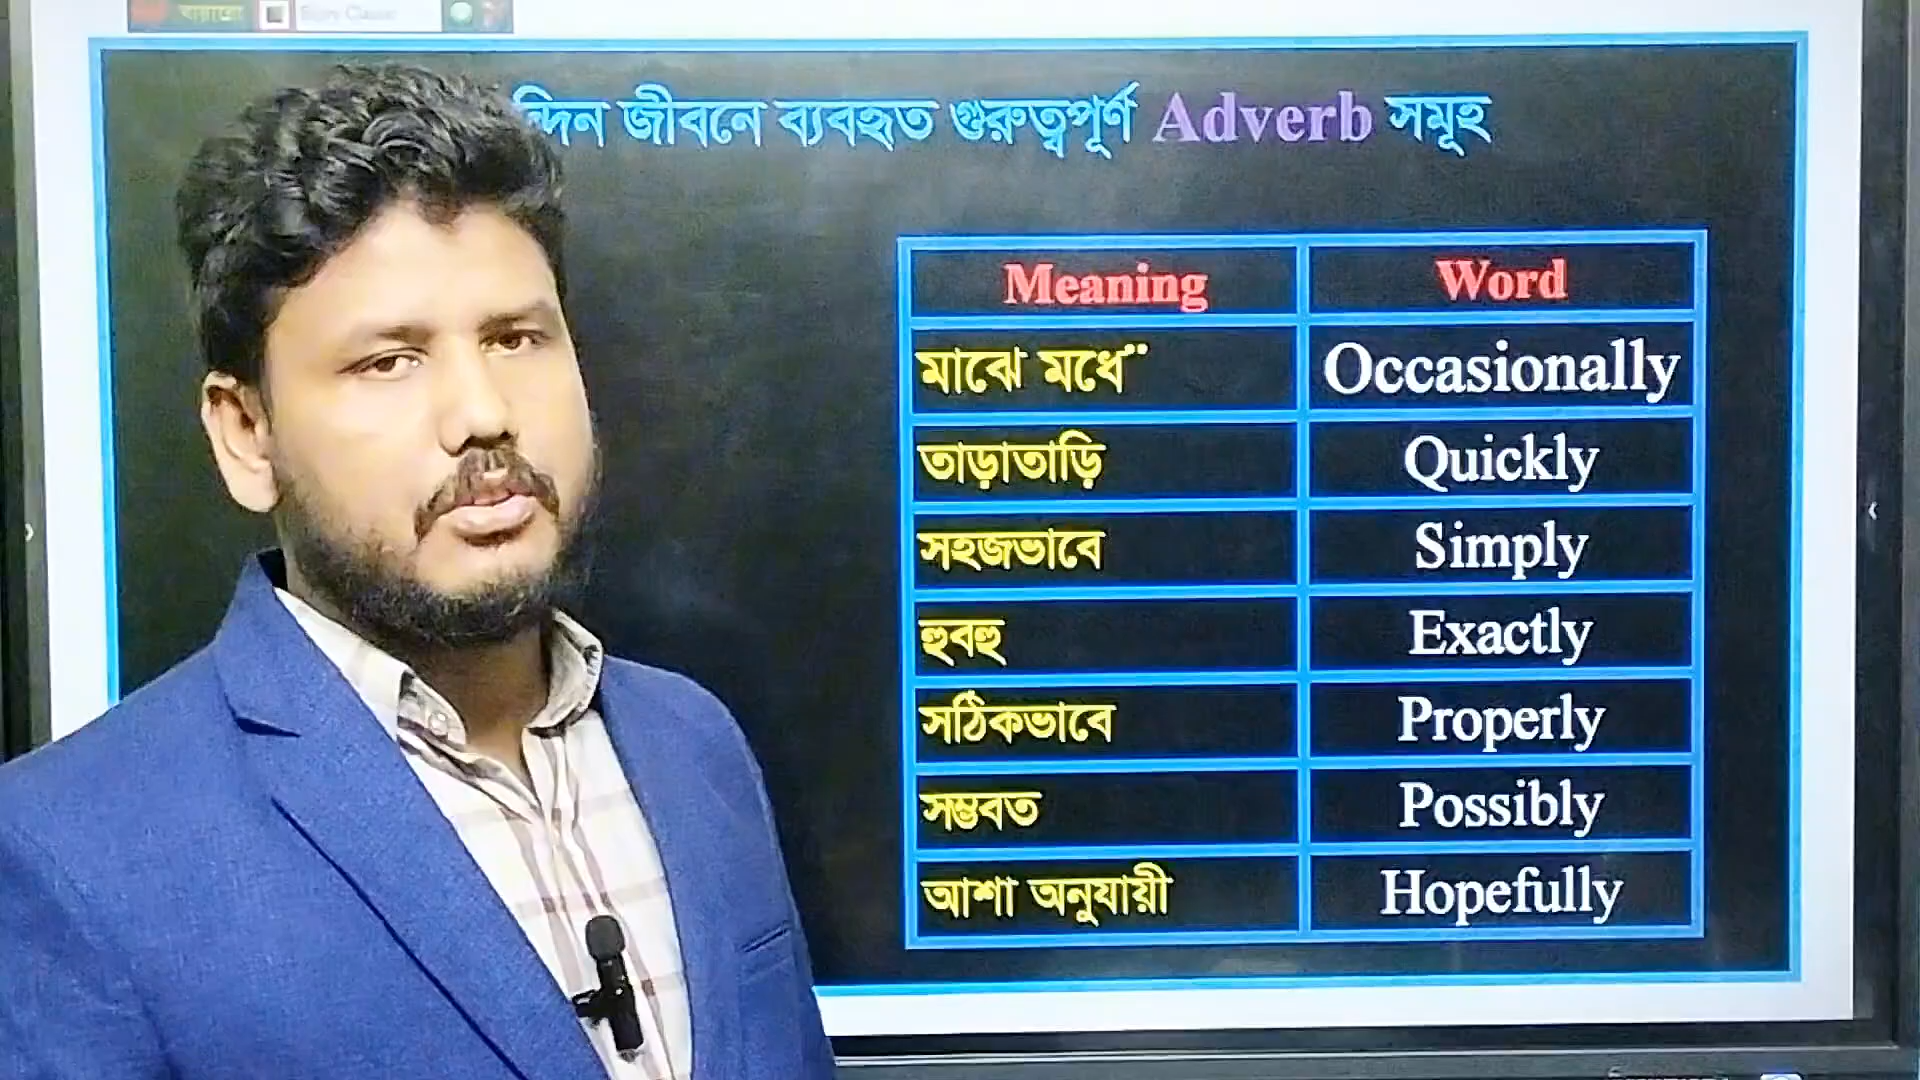 জীবনে ব্যবহৃত গুরুত্বপূর্ণ Adverb সমূহ
Meaning Word
মাঝে মধে¨ Occasionally
তাড়াতাড়ি Quickly
সহজভাবে Simply
হুবহু Exactly
সঠিকভাবে Properly
সম্ভবত Possibly
আশা অনুযায়ী Hopefully